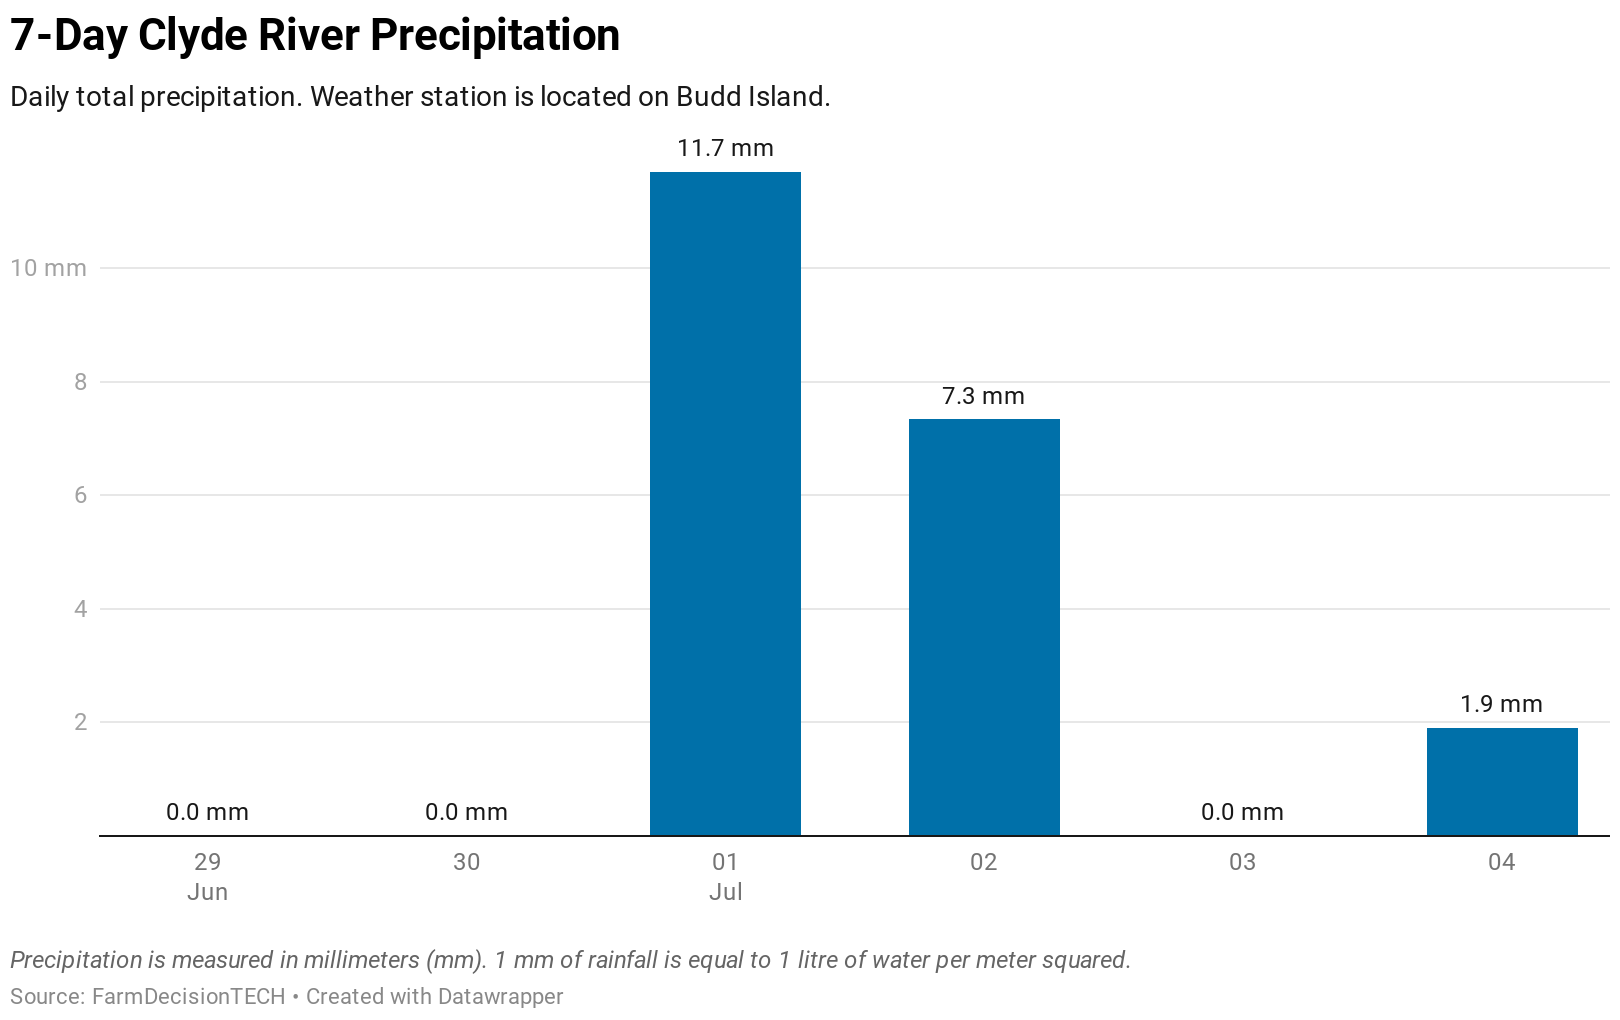 7-Day Clyde River Precipitation
Daily total precipitation. Weather station is located on Budd Island.
11.7 mm
10 mm
8
7.3 mm
6
4
2
1.9 mm
0.0 mm 0.0 mm 0.0 mm
29 30 01 02 03 04
Jun Jul
Precipitation is measured in millimeters (mm). 1 mm of rainfall is equal to 1 litre of water per meter squared.
Source: FarmDecisionTECH • Created with Datawrapper